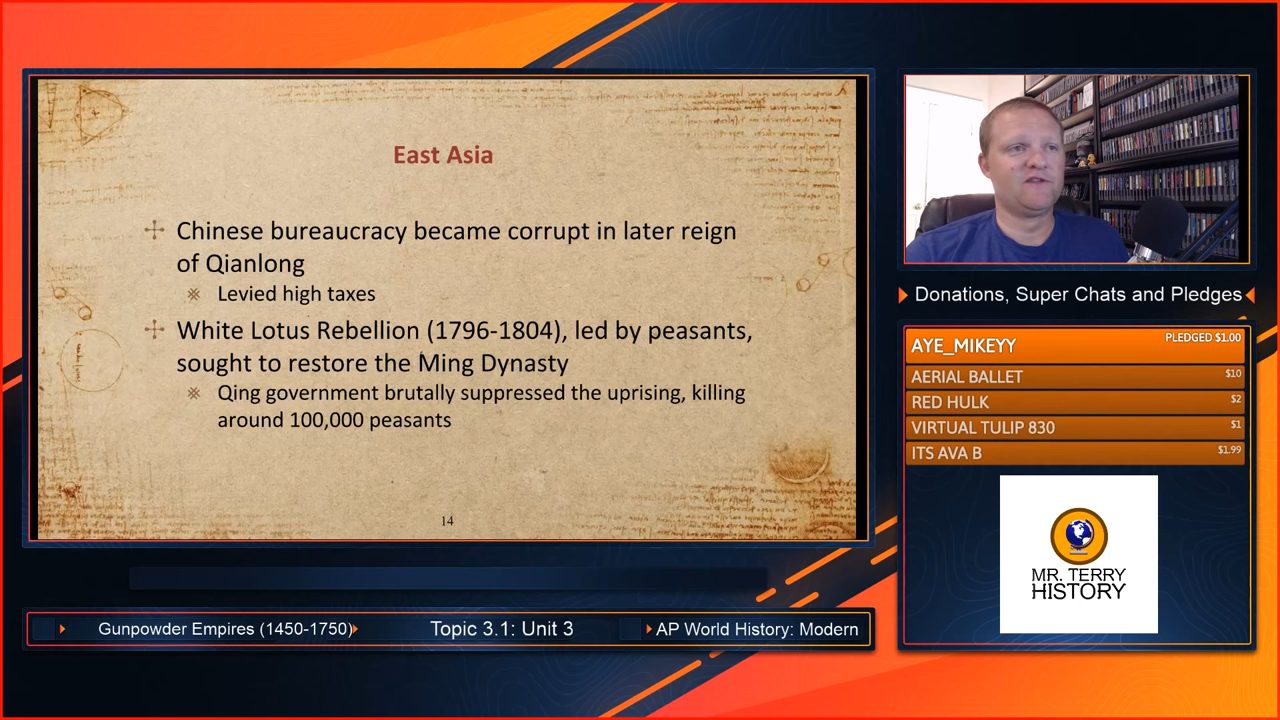 East Asia
Chinese bureaucracy became corrupt in later reign
of Qianlong
Levied high taxes
White Lotus Rebellion (1796-1804), led by peasants,
sought to restore the Ming Dynasty
Qing government brutally suppressed the uprising, killing
around 100,000 peasants
14
Donations, Super Chats and Pledges
AYE_MIKEYY PLEDGED $1.00
AERIAL BALLET $10
RED HULK $2
VIRTUAL TULIP 830 $1
ITS AVA B $1.99
MR. TERRY
HISTORY
Gunpowder Empires (1450-1750) Topic 3.1: Unit 3 AP World History: Modern